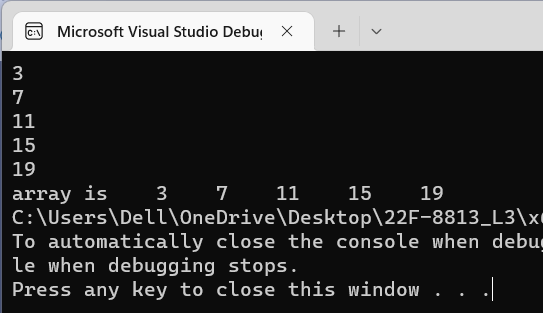 Microsoft Visual Studio Debu
3
7
11
15
19
array is    3    7    11    15    19
C:\Users\Dell\OneDrive\Desktop\22F-8813_L3\x
To automatically close the console when debug
le when debugging stops.
Press any key to close this window . . .